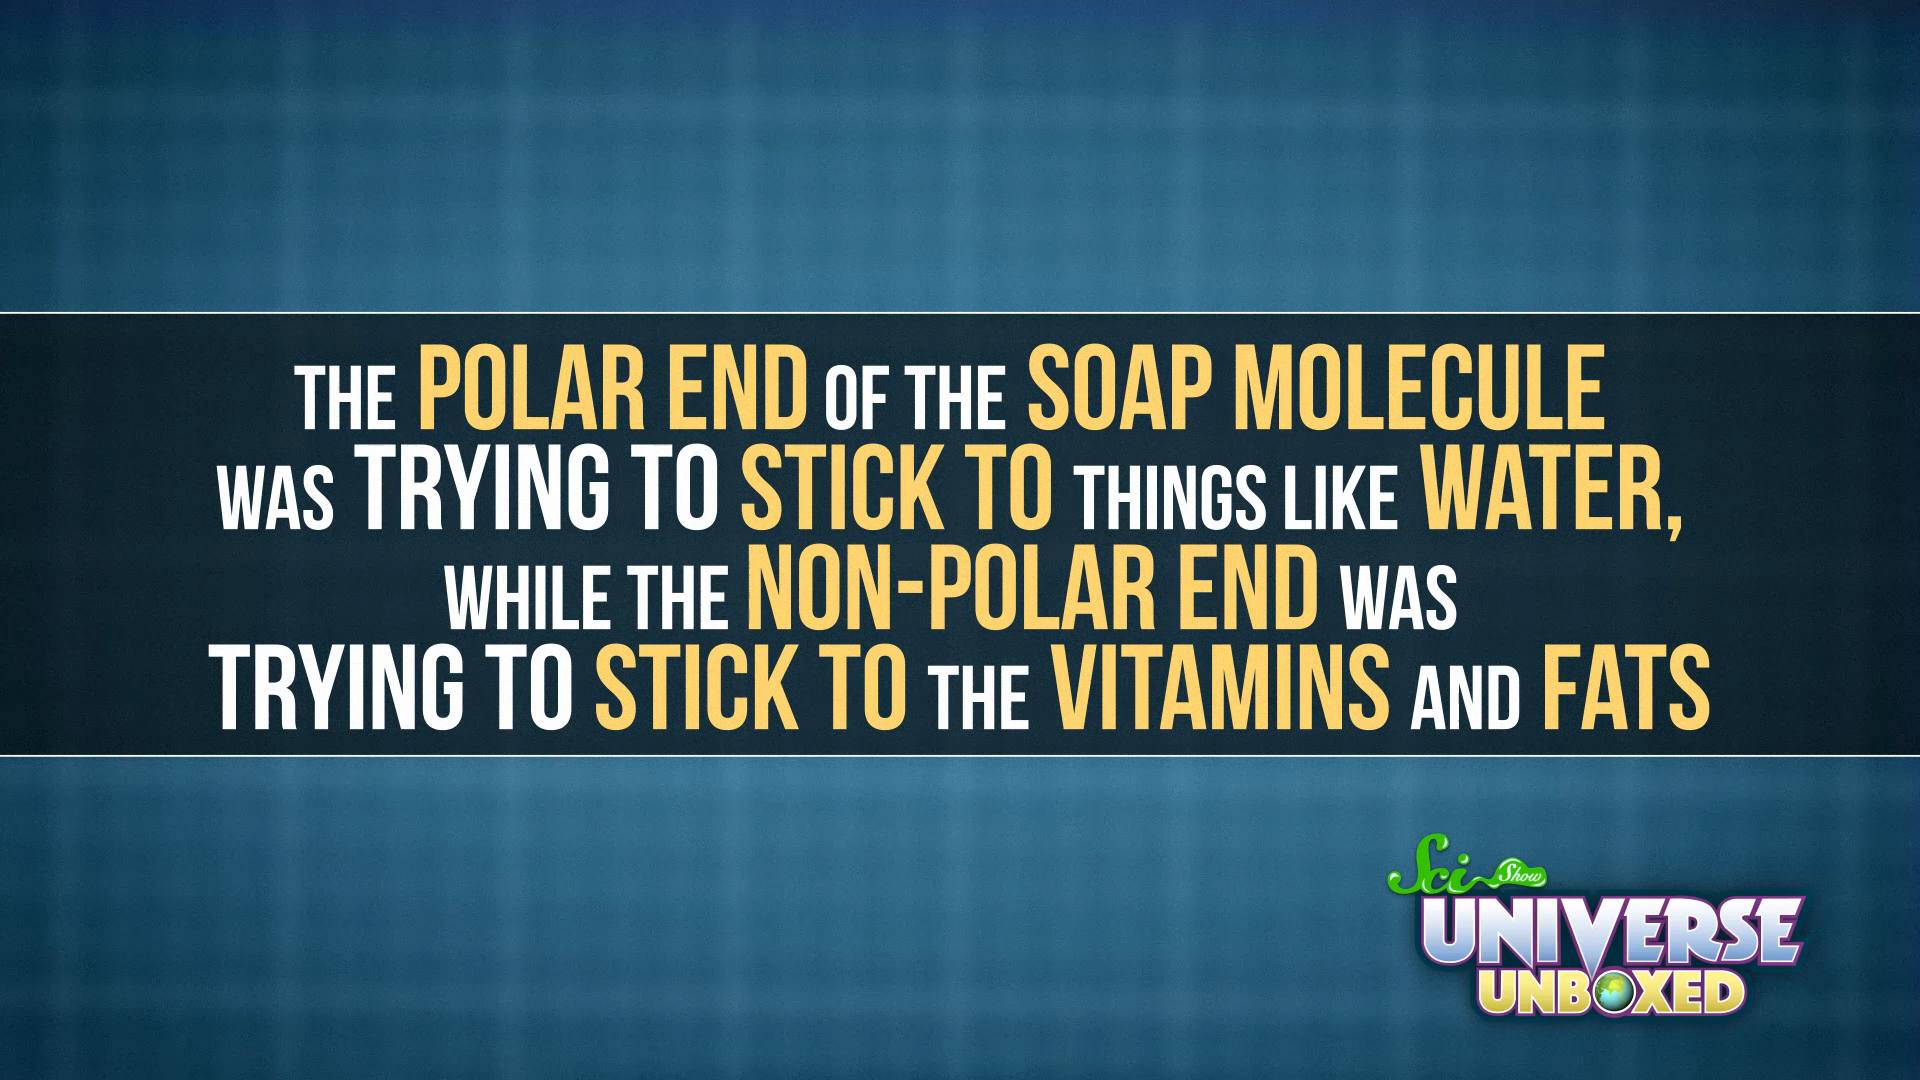 THE POLAR END OF THE SOAP MOLECULE
WAS TRYING TO STICK TO THINGS LIKE WATER,
WHILE THE NON-POLAR END WAS
TRYING TO STICK TO THE VITAMINS AND FATS
Sci Show
UNIVERSE
UNBOXED